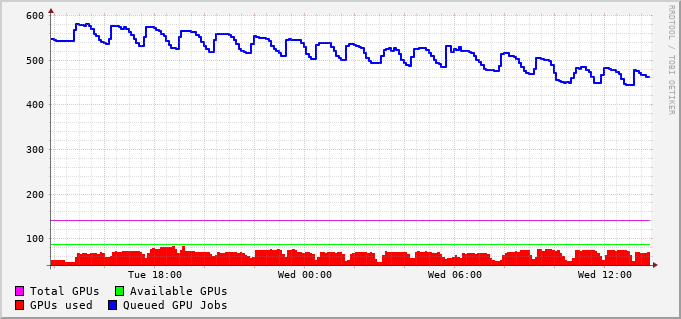 600
500
400
300
200
100
Tue 18:00 Wed 00:00 Wed 06:00 Wed 12:00
Total GPUs Available GPUs
GPUs used Queued GPU Jobs
RRDTOOL / TOBI OETIKER